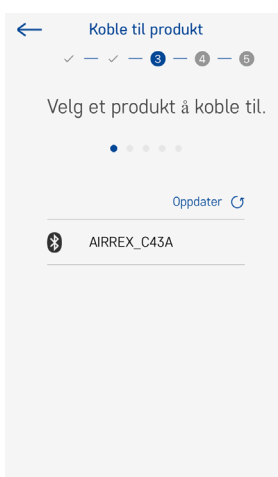 Koble til produkt
3 4 5
Velg et produkt å koble til.
Oppdater
AIRREX_C43A